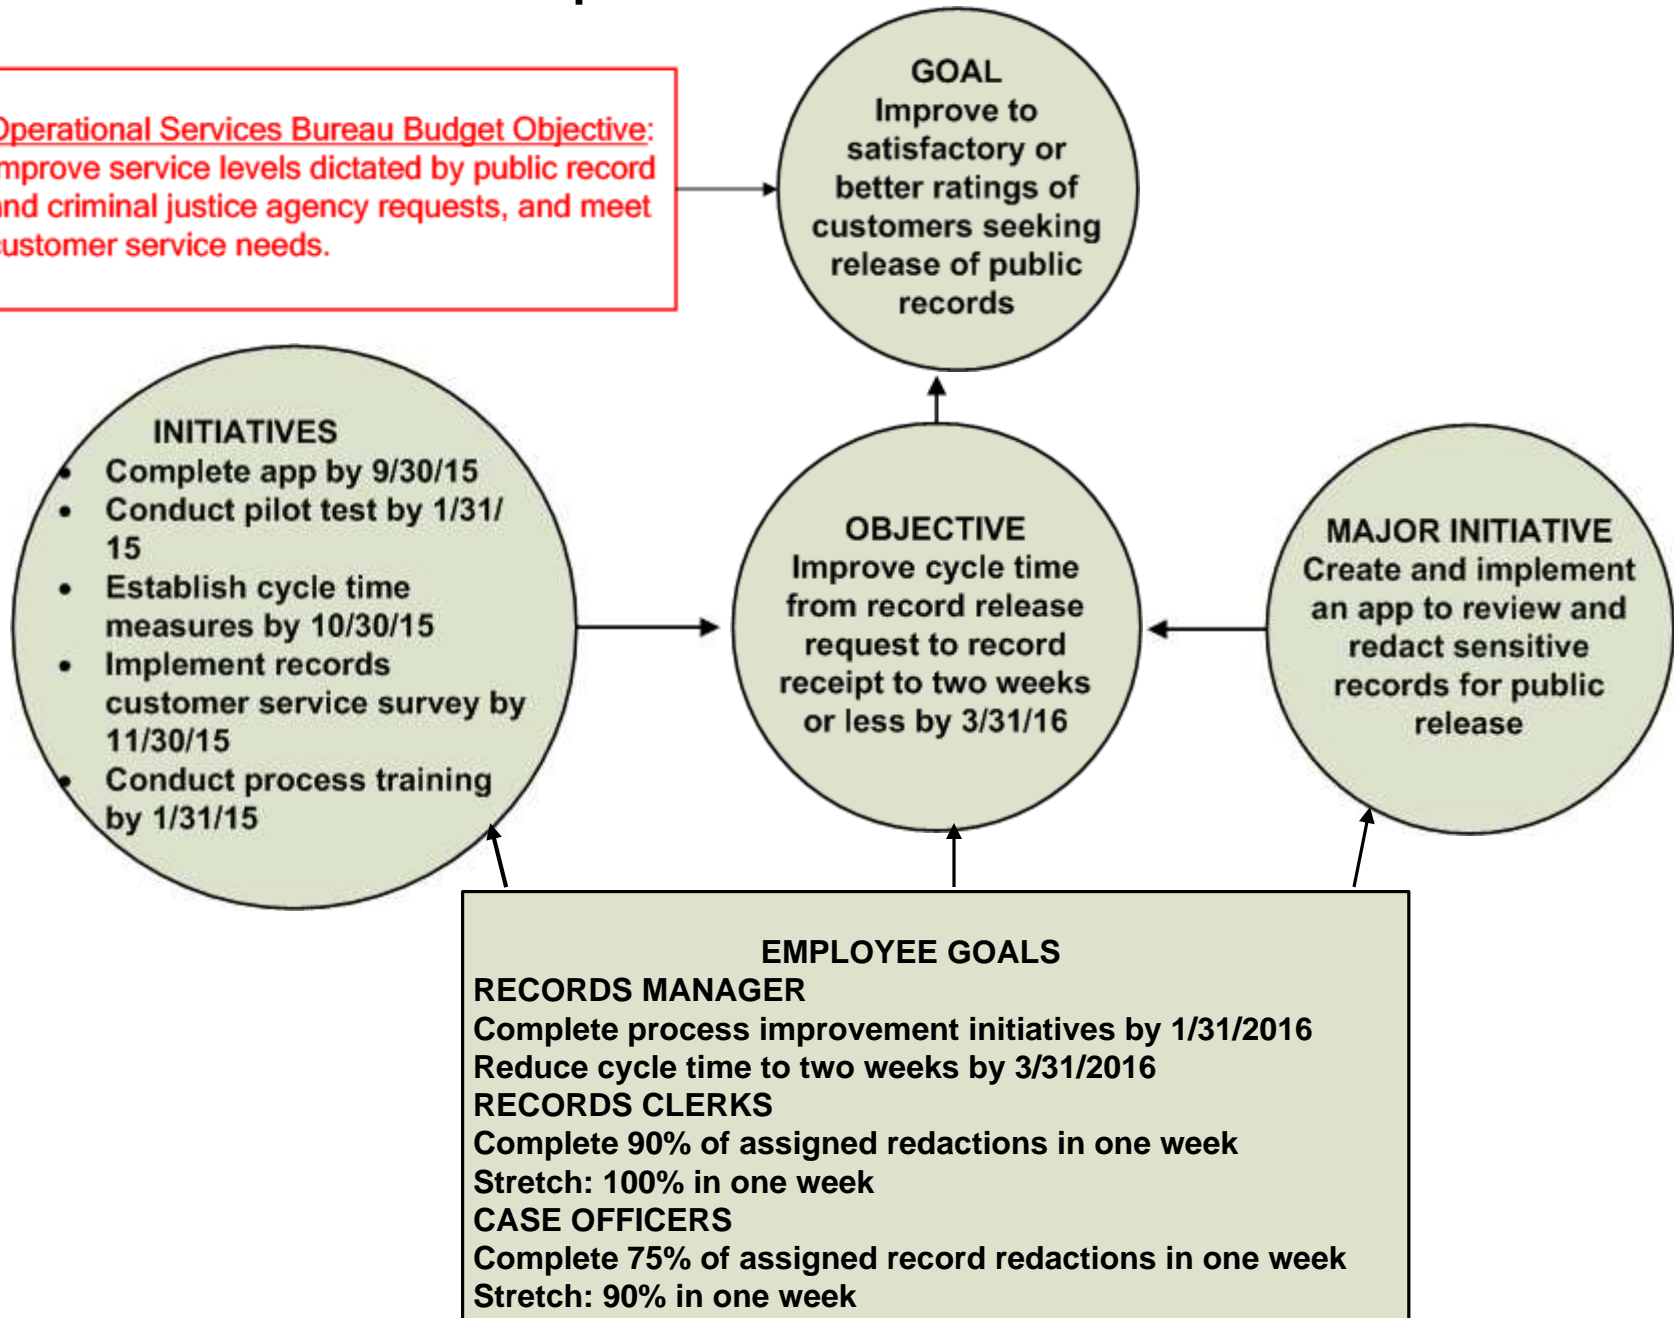 GOAL
Improve to
satisfactory or
better ratings of
customers seeking
release of public
records
Operational Services Bureau Budget Objective:
improve service levels dictated by public record
and criminal justice agency requests, and meet
customer service needs.
INITIATIVES
• Complete app by 9/30/15
• Conduct pilot test by 1/31/
15
• Establish cycle time
measures by 10/30/15
• Implement records
customer service survey by
11/30/15
• Conduct process training
by 1/31/15
OBJECTIVE
Improve cycle time
from record release
request to record
receipt to two weeks
or less by 3/31/16
MAJOR INITIATIVE
Create and implement
an app to review and
redact sensitive
records for public
release
EMPLOYEE GOALS
RECORDS MANAGER
Complete process improvement initiatives by 1/31/2016
Reduce cycle time to two weeks by 3/31/2016
RECORDS CLERKS
Complete 90% of assigned redactions in one week
Stretch: 100% in one week
CASE OFFICERS
Complete 75% of assigned record redactions in one week
Stretch: 90% in one week